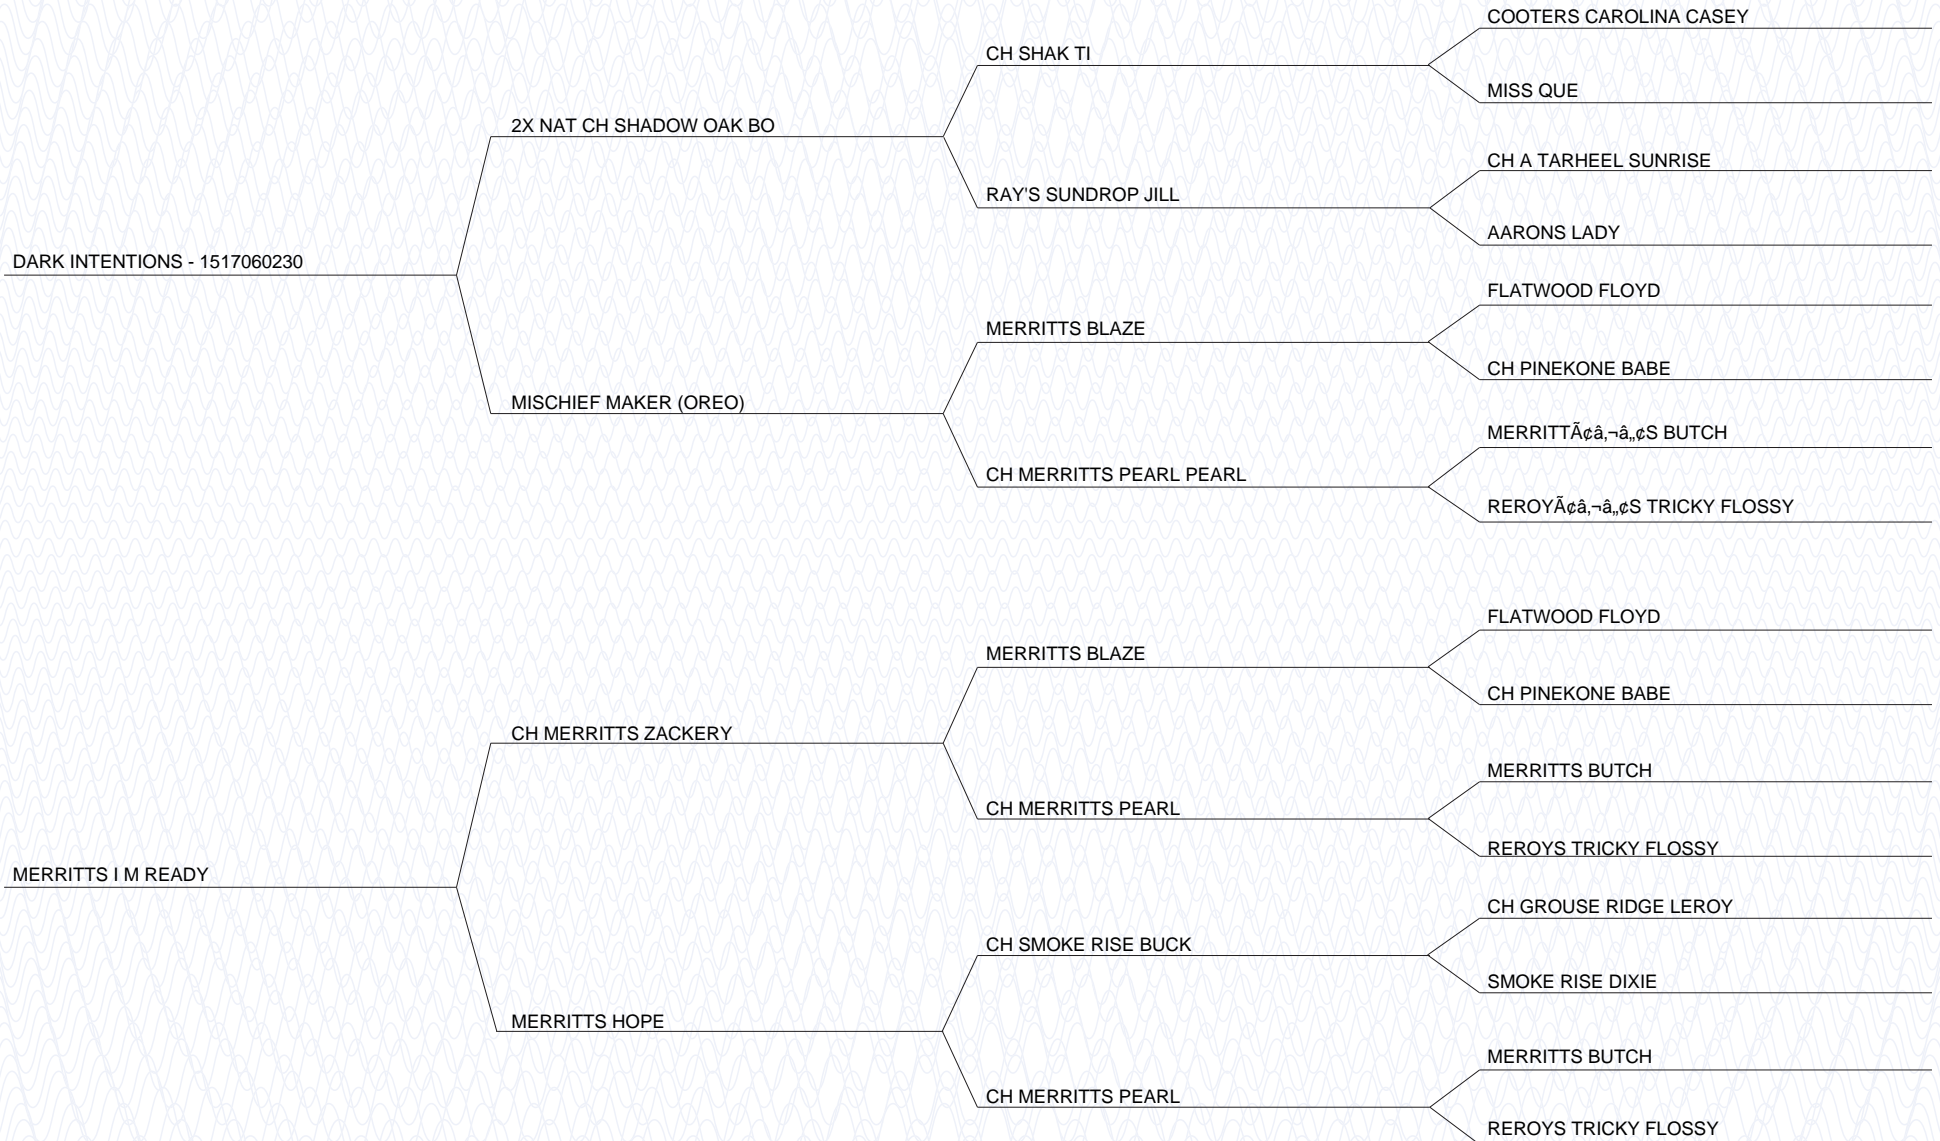 COOTERS CAROLINA CASEY
CH SHAK TI
MISS QUE
2X NAT CH SHADOW OAK BO
CH A TARHEEL SUNRISE
RAY'S SUNDROP JILL
AARONS LADY
DARK INTENTIONS - 1517060230
FLATWOOD FLOYD
MERRITTS BLAZE
CH PINEKONE BABE
MISCHIEF MAKER (OREO)
MERRITTÃ¢â‚¬â„¢S BUTCH
CH MERRITTS PEARL PEARL
REROYÃ¢â‚¬â„¢S TRICKY FLOSSY
FLATWOOD FLOYD
MERRITTS BLAZE
CH PINEKONE BABE
CH MERRITTS ZACKERY
MERRITTS BUTCH
CH MERRITTS PEARL
REROYS TRICKY FLOSSY
MERRITTS I M READY
CH GROUSE RIDGE LEROY
CH SMOKE RISE BUCK
SMOKE RISE DIXIE
MERRITTS HOPE
MERRITTS BUTCH
CH MERRITTS PEARL
REROYS TRICKY FLOSSY